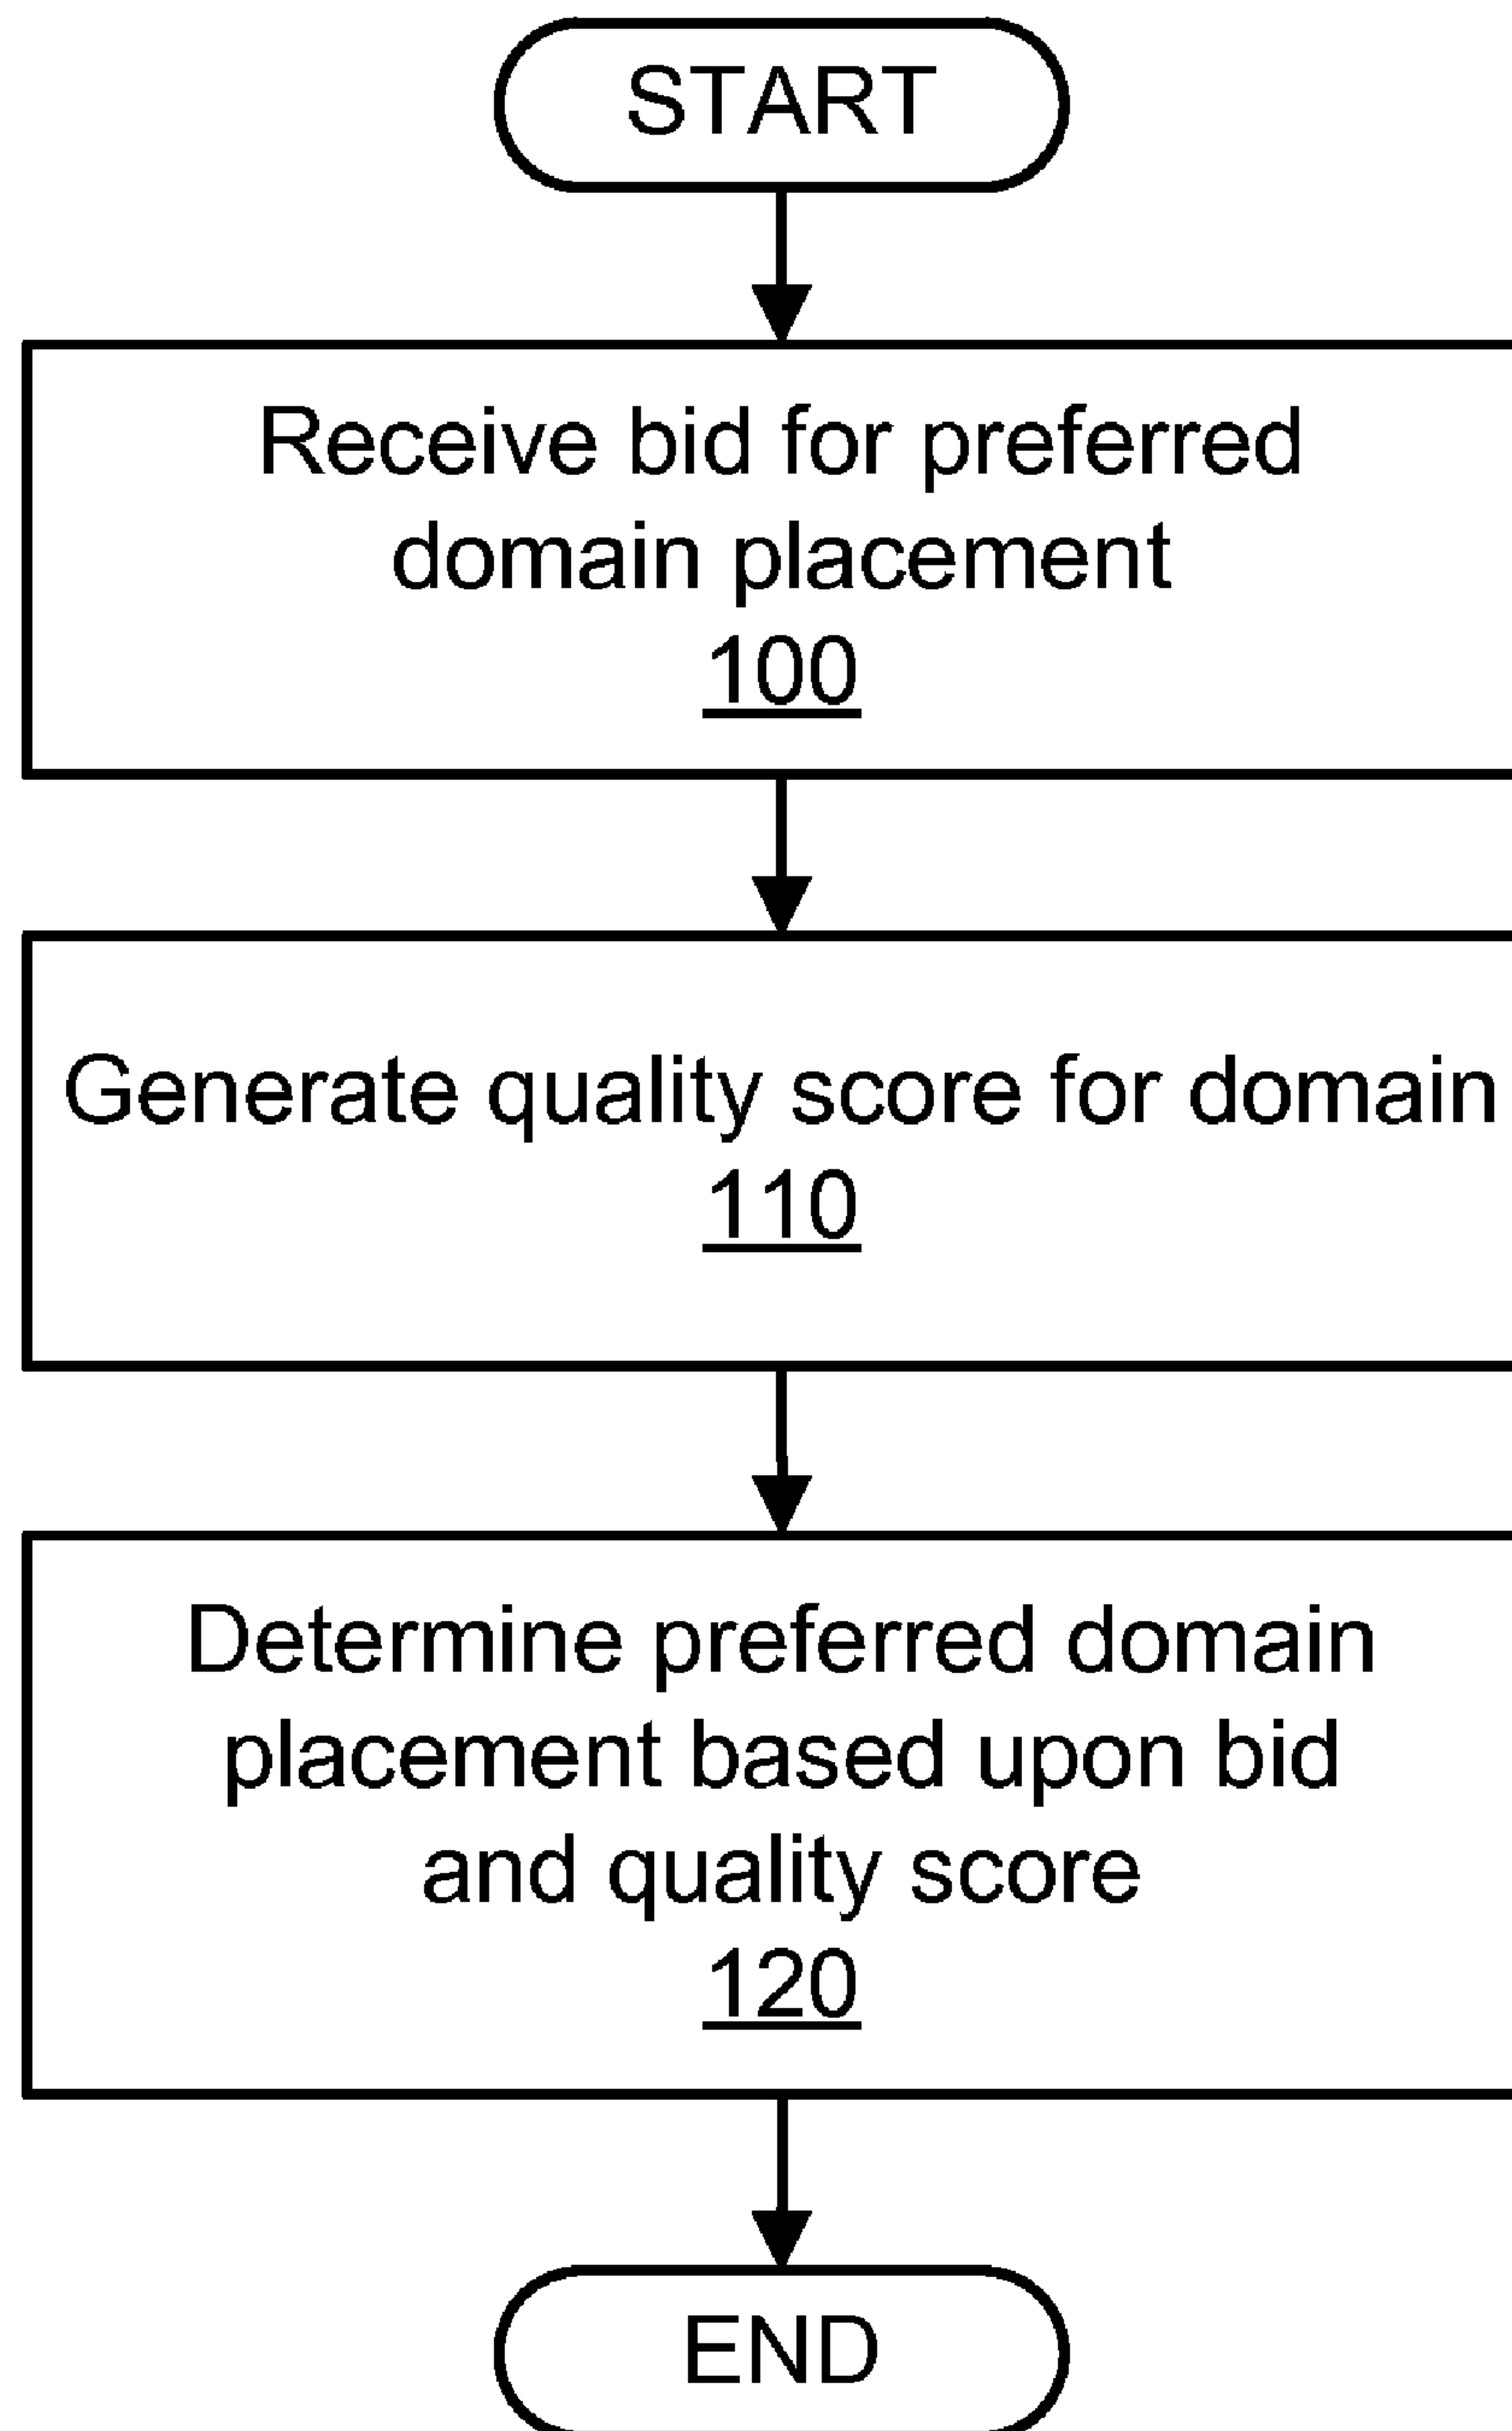 START
Receive bid for preferred
domain placement
100
Generate quality score for domain
110
Determine preferred domain
placement based upon bid
and quality score
120
END